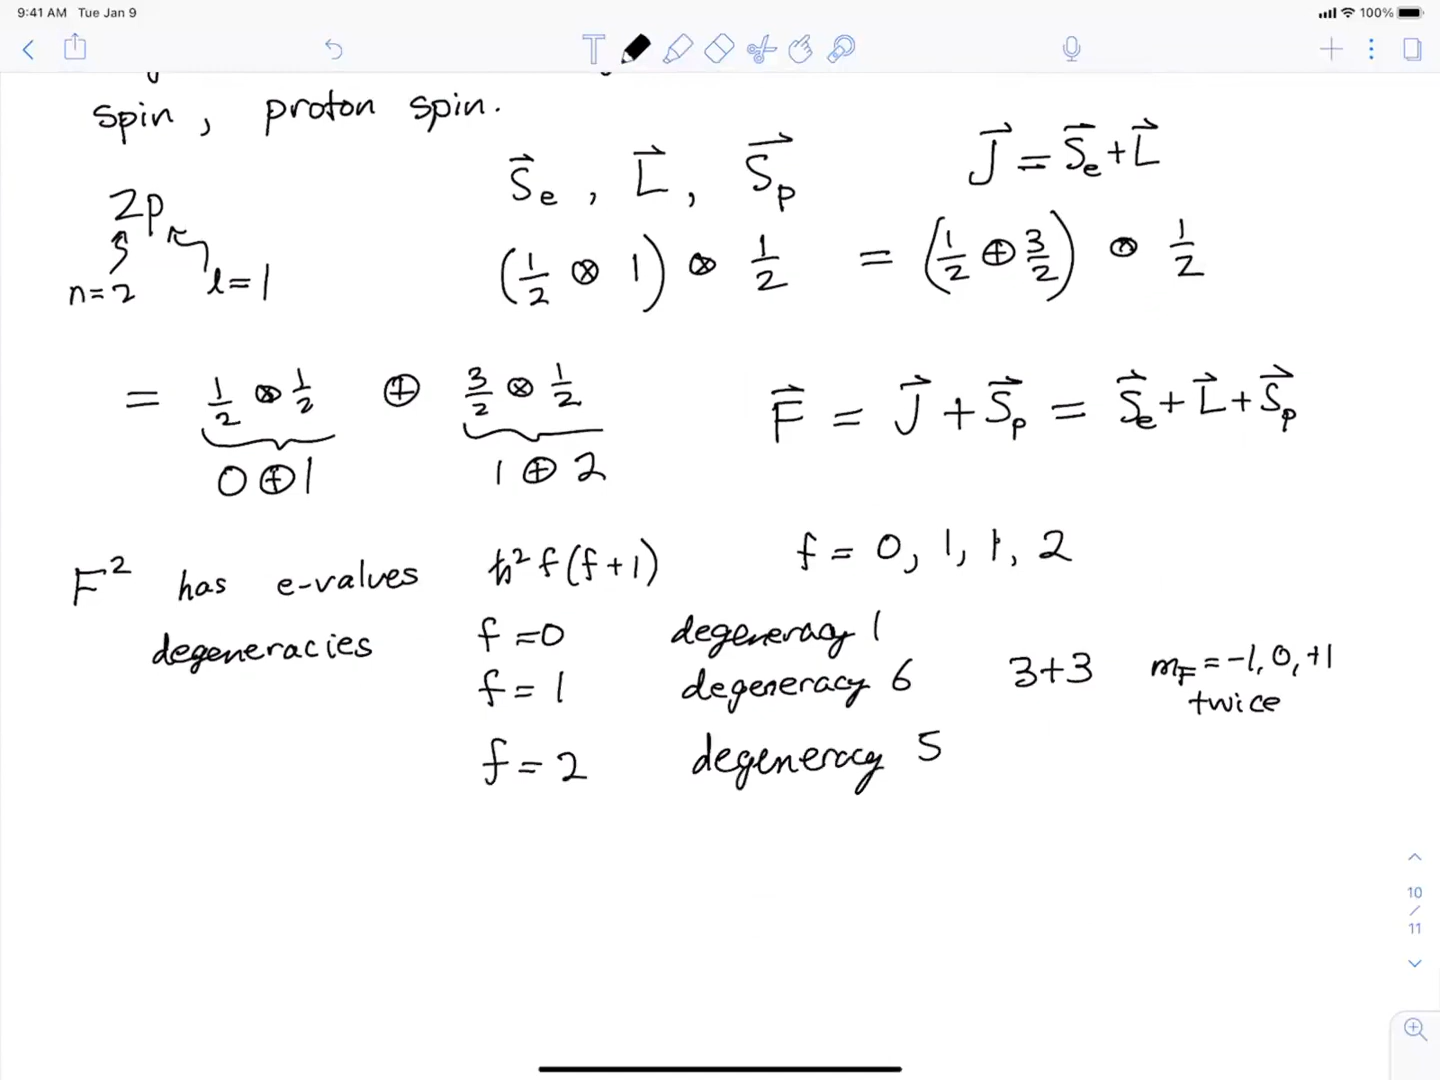 9:41 AM Tue Jan 9 100%
T
spin, proton spin.
S⃗e, L⃗, S⃗p J⃗ = S⃗e + L⃗
2p
n=2 l=1
(1/2 ⊗ 1) ⊗ 1/2 = (1/2 ⊕ 3/2) ⊗ 1/2
= 1/2 ⊗ 1/2 ⊕ 3/2 ⊗ 1/2 F⃗ = J⃗ + S⃗p = S⃗e + L⃗ + S⃗p
0 ⊕ 1 1 ⊕ 2
F² has e-values ħ² f(f+1) f = 0, 1, 1, 2
degeneracies f = 0 degeneracy 1
f = 1 degeneracy 6 3+3 mF = -1, 0, +1
twice
f = 2 degeneracy 5
10
/
11